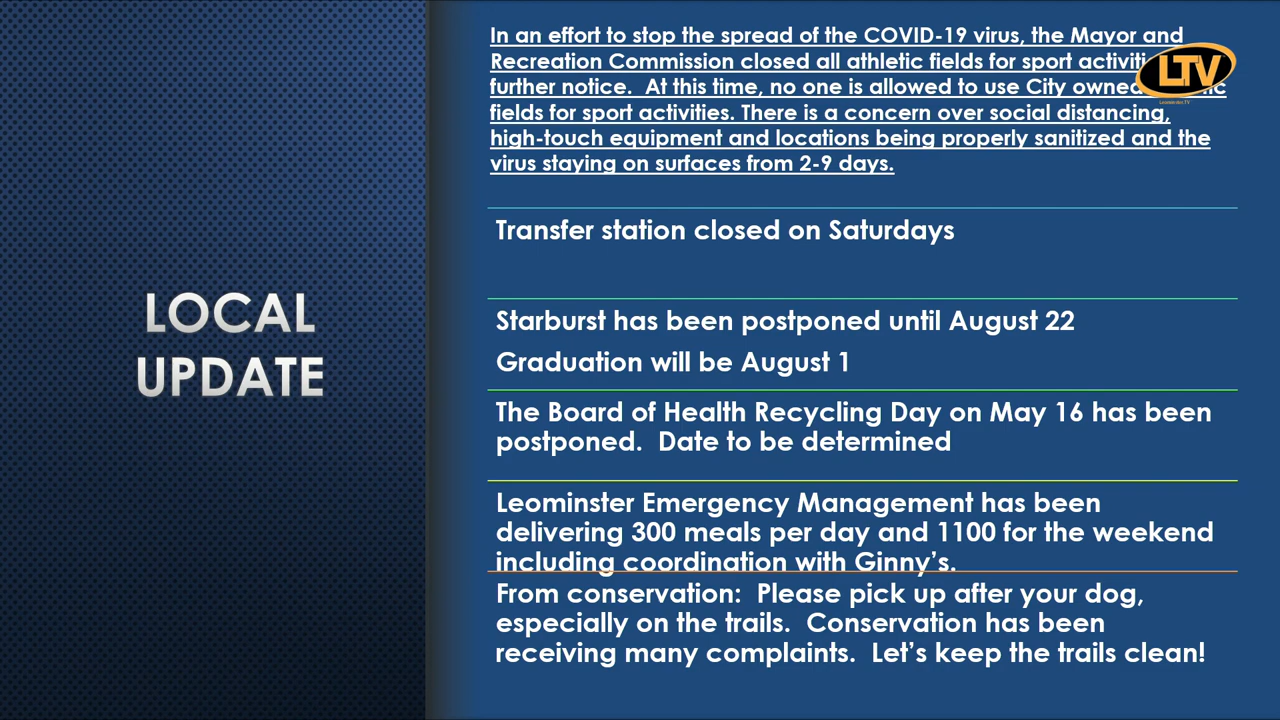 LOCAL
UPDATE
In an effort to stop the spread of the COVID-19 virus, the Mayor and
Recreation Commission closed all athletic fields for sport
further notice.  At this time, no one is allowed to use City owned
fields for sport activities. There is a concern over social distancing,
high-touch equipment and locations being properly sanitized and the
virus staying on surfaces from 2-9 days.
LTV
Leominster.TV
Transfer station closed on Saturdays
Starburst has been postponed until August 22
Graduation will be August 1
The Board of Health Recycling Day on May 16 has been
postponed.  Date to be determined
Leominster Emergency Management has been
delivering 300 meals per day and 1100 for the weekend
including coordination with Ginny’s.
From conservation:  Please pick up after your dog,
especially on the trails.  Conservation has been
receiving many complaints.  Let’s keep the trails clean!